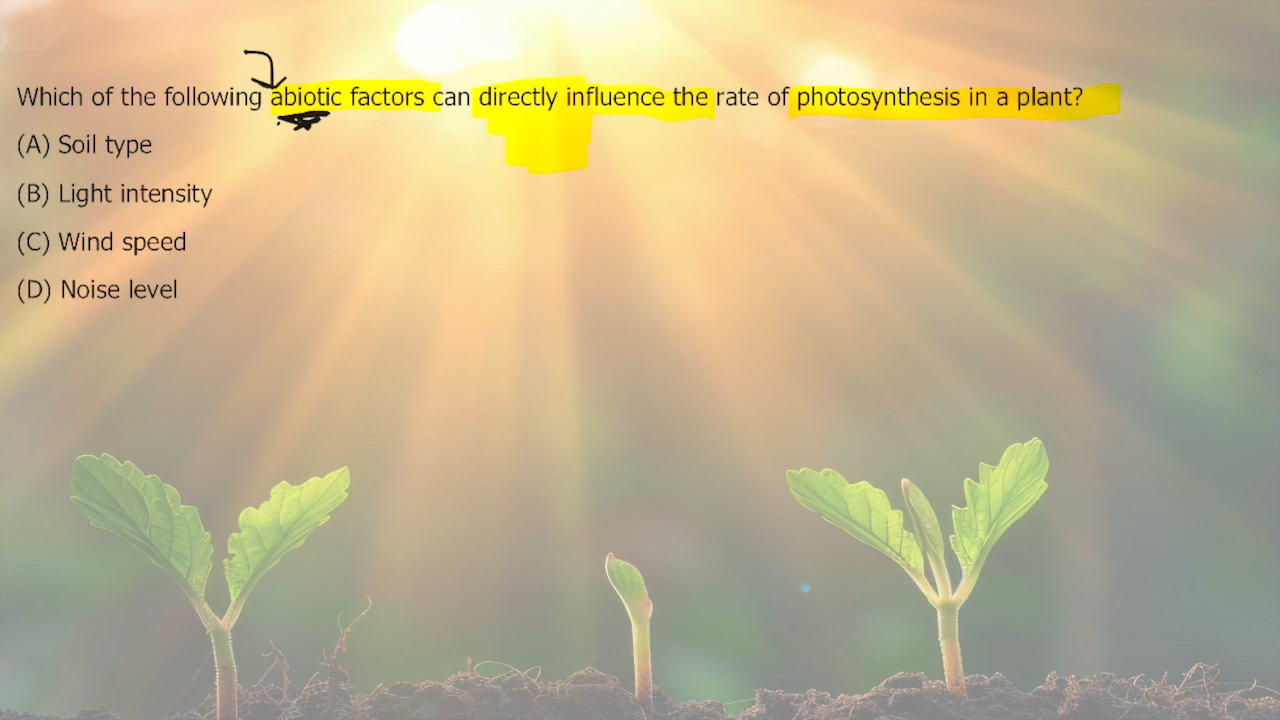 Which of the following abiotic factors can directly influence the rate of photosynthesis in a plant?
(A) Soil type
(B) Light intensity
(C) Wind speed
(D) Noise level